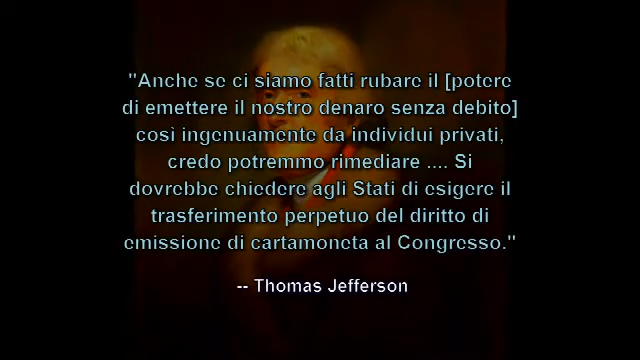 "Anche se ci siamo fatti rubare il [potere
di emettere il nostro denaro senza debito]
così ingenuamente da individui privati,
credo potremmo rimediare .... Si
dovrebbe chiedere agli Stati di esigere il
trasferimento perpetuo del diritto di
emissione di cartamoneta al Congresso."
-- Thomas Jefferson